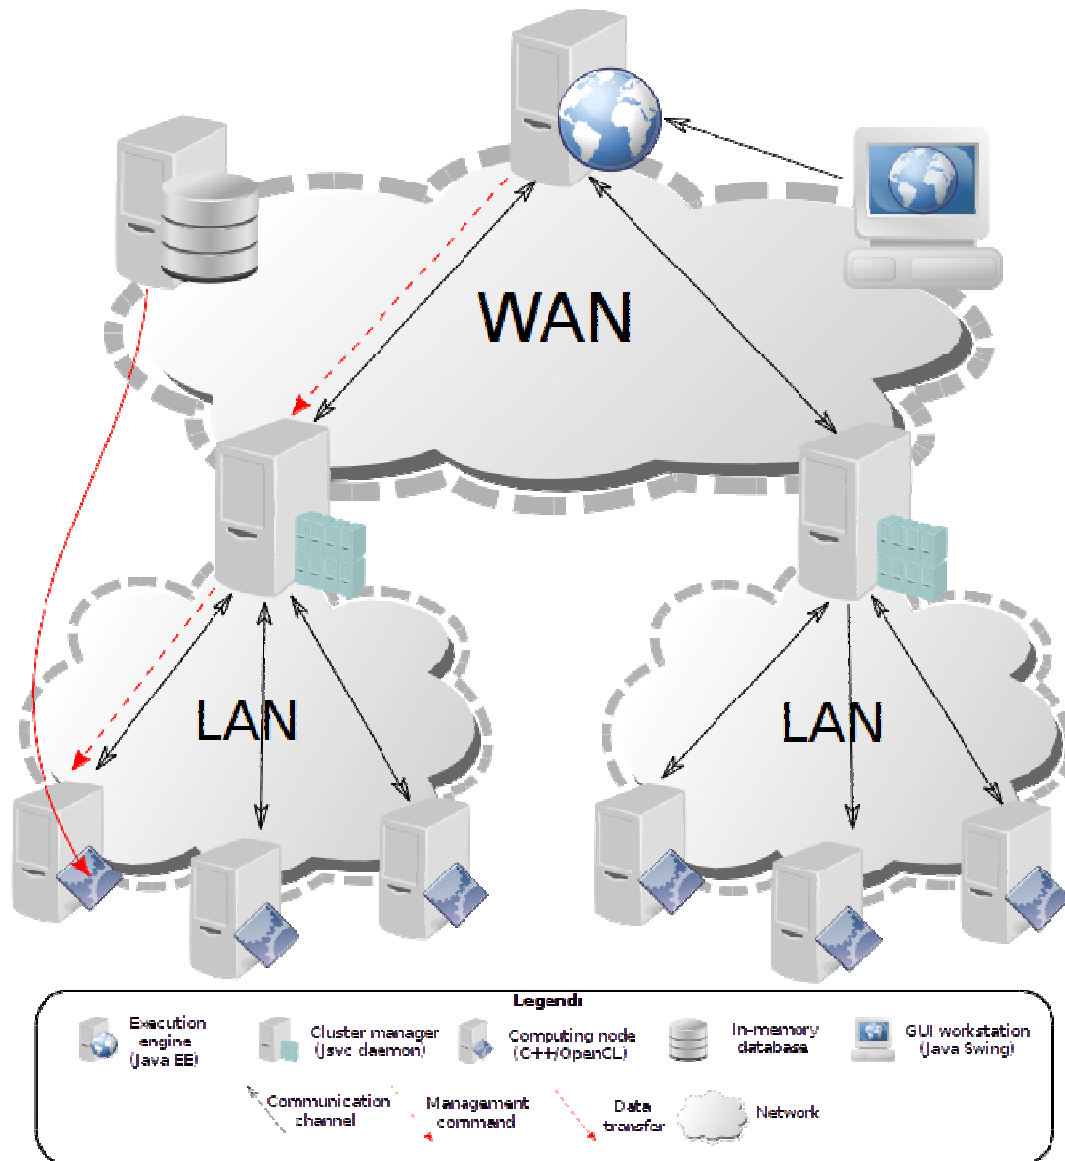 WAN
LAN
LAN
Legend:
Execution
engine
(Java EE)
Cluster manager
(Jsvc daemon)
Computing node
(C++/OpenCL)
In-memory
database
GUI workstation
(Java Swing)
Communication
channel
Management
command
Data
transfer
Network